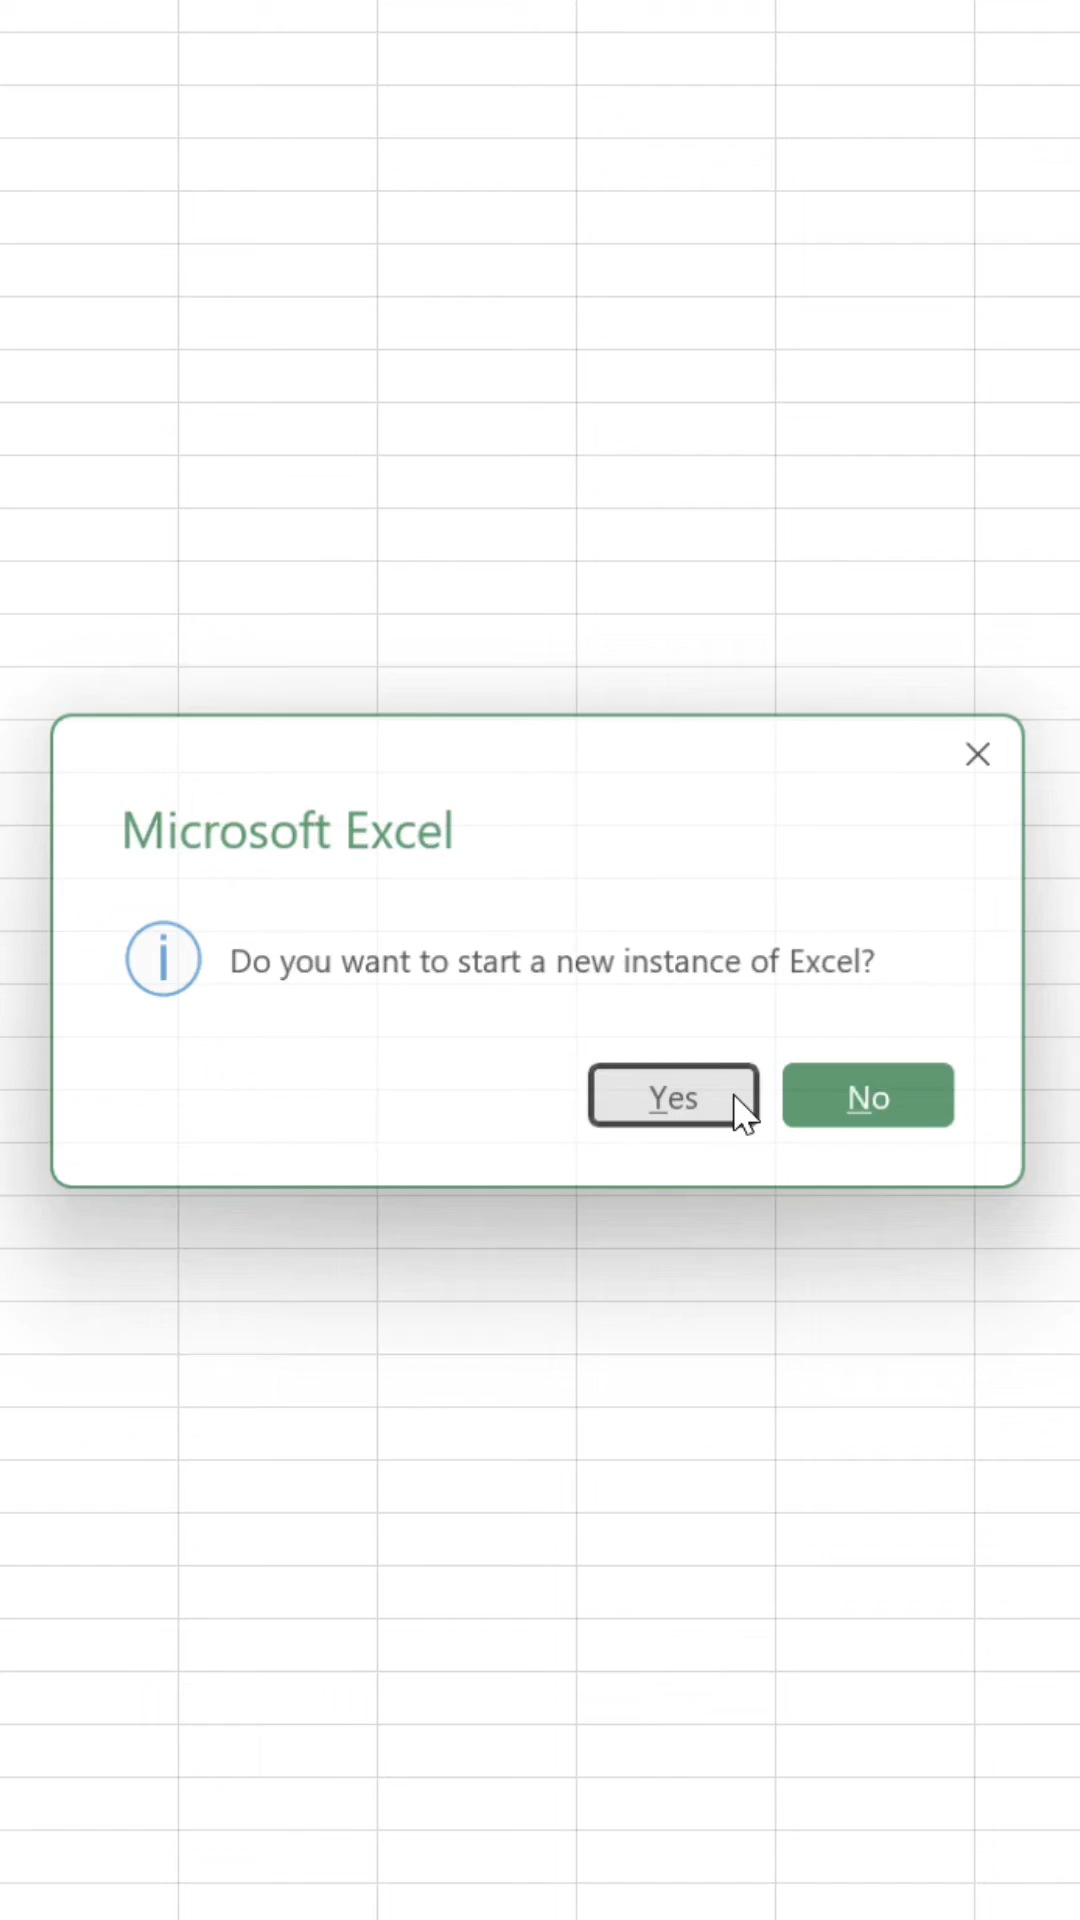 Microsoft Excel
i
Do you want to start a new instance of Excel?
Yes
No